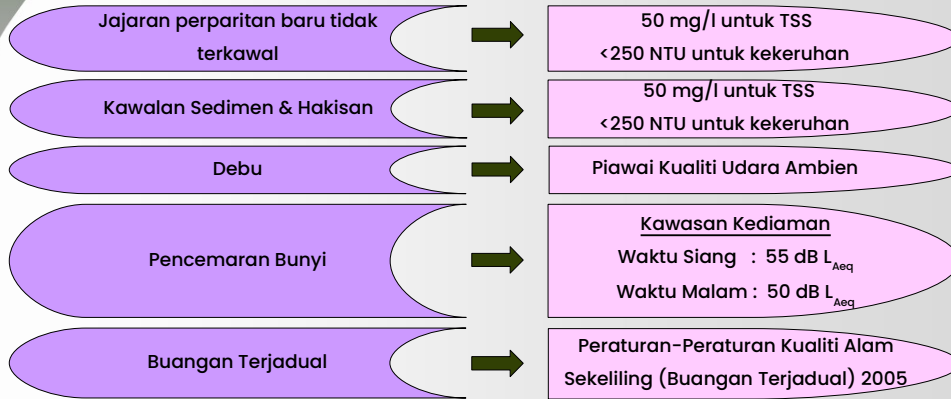 Jajaran perparitan baru tidak
terkawal
50 mg/l untuk TSS
<250 NTU untuk kekeruhan
Kawalan Sedimen & Hakisan
50 mg/l untuk TSS
<250 NTU untuk kekeruhan
Debu
Piawai Kualiti Udara Ambien
Pencemaran Bunyi
Kawasan Kediaman
Waktu Siang : 55 dB LAeq
Waktu Malam : 50 dB LAeq
Buangan Terjadual
Peraturan-Peraturan Kualiti Alam
Sekeliling (Buangan Terjadual) 2005